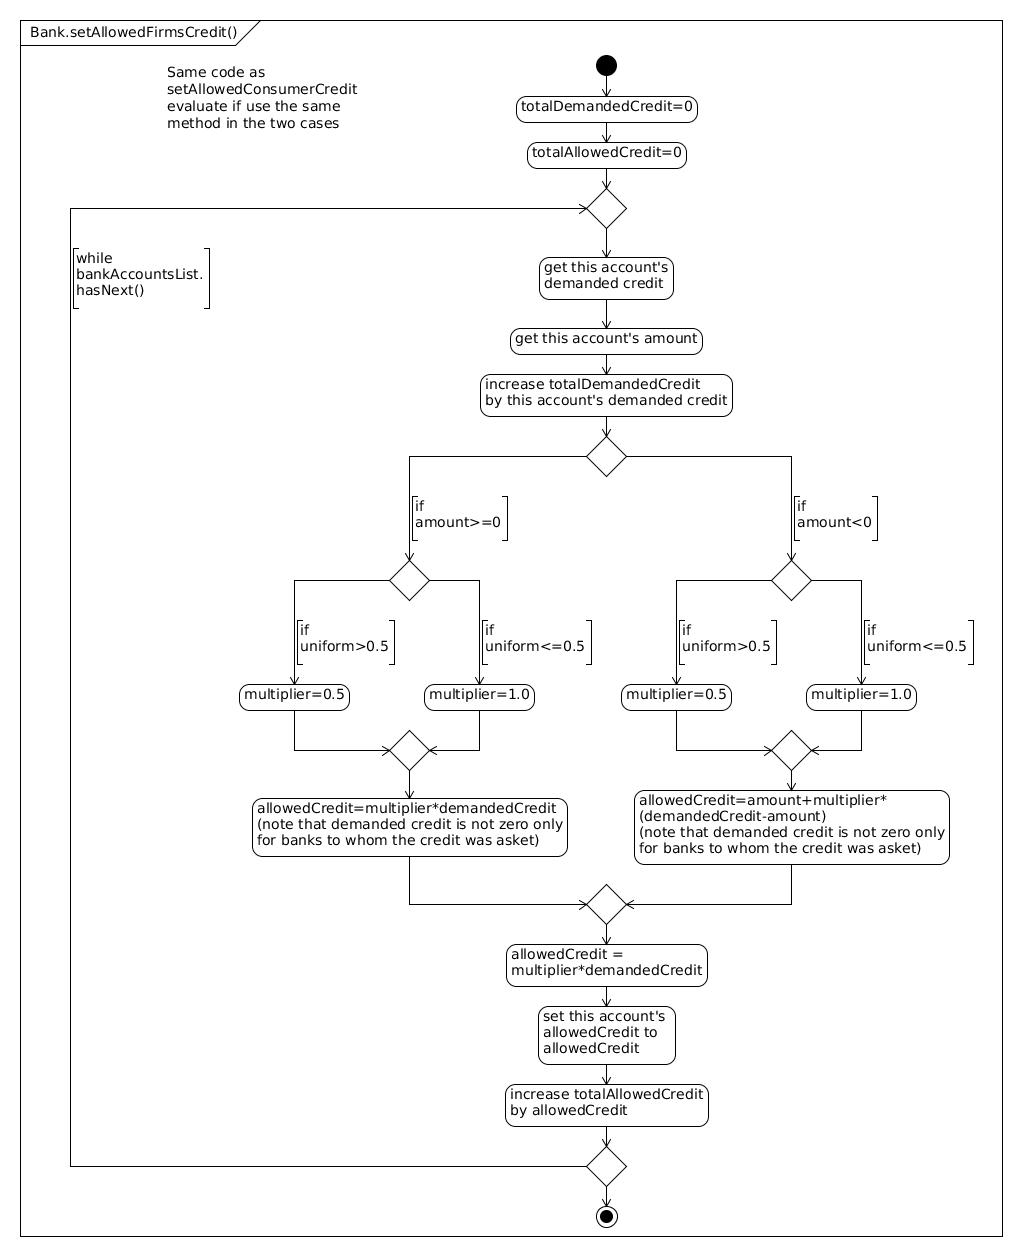 Bank.setAllowedFirmsCredit()
Same code as
setAllowedConsumerCredit
evaluate if use the same
method in the two cases
totalDemandedCredit=0
totalAllowedCredit=0
while
bankAccountsList.
hasNext()
get this account's
demanded credit
get this account's amount
increase totalDemandedCredit
by this account's demanded credit
if
amount>=0
if
amount<0
if
uniform>0.5
if
uniform<=0.5
if
uniform>0.5
if
uniform<=0.5
multiplier=0.5
multiplier=1.0
multiplier=0.5
multiplier=1.0
allowedCredit=multiplier*demandedCredit
(note that demanded credit is not zero only
for banks to whom the credit was asket)
allowedCredit=amount+multiplier*
(demandedCredit-amount)
(note that demanded credit is not zero only
for banks to whom the credit was asket)
allowedCredit =
multiplier*demandedCredit
set this account's
allowedCredit to
allowedCredit
increase totalAllowedCredit
by allowedCredit